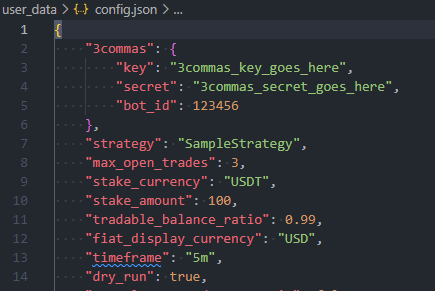 user_data > {..} config.json > ...
1 {
2 "3commas": {
3 "key": "3commas_key_goes_here",
4 "secret": "3commas_secret_goes_here",
5 "bot_id": 123456
6 },
7 "strategy": "SampleStrategy",
8 "max_open_trades": 3,
9 "stake_currency": "USDT",
10 "stake_amount": 100,
11 "tradable_balance_ratio": 0.99,
12 "fiat_display_currency": "USD",
13 "timeframe": "5m",
14 "dry_run": true,